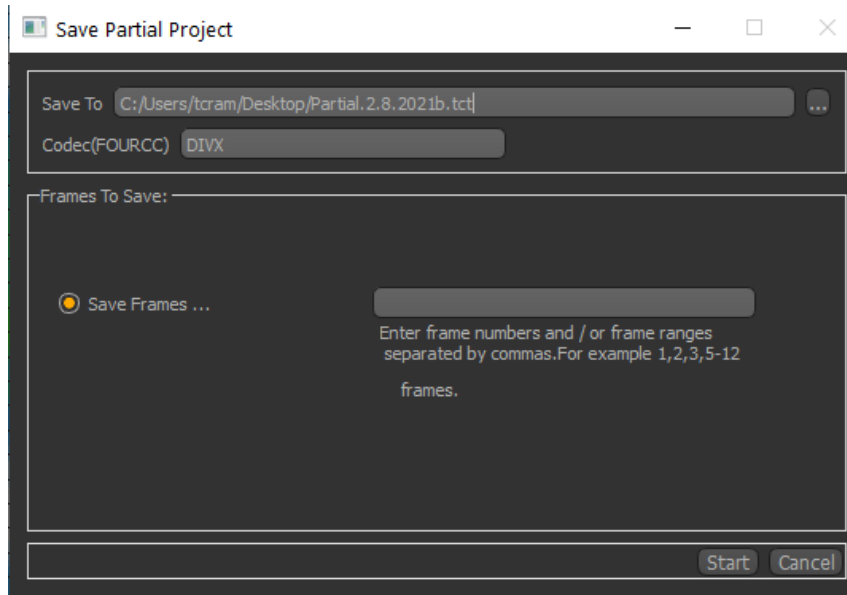 Save Partial Project
Save To C:/Users/tcram/Desktop/Partial.2.8.2021b.tct ...
Codec(FOURCC) DIVX
Frames To Save:
Save Frames ...
Enter frame numbers and / or frame ranges
separated by commas.For example 1,2,3,5-12
frames.
Start Cancel